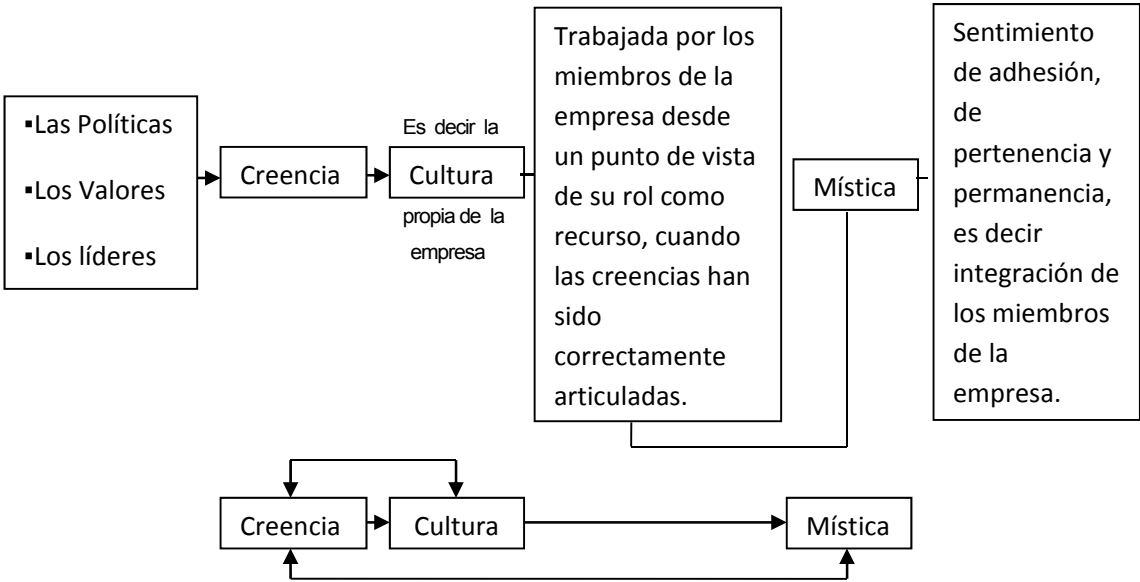 ▪Las Políticas
▪Los Valores
▪Los líderes
Creencia
Es decir la
Cultura
propia de la
empresa
Trabajada por los
miembros de la
empresa desde
un punto de vista
de su rol como
recurso, cuando
las creencias han
sido
correctamente
articuladas.
Mística
Sentimiento
de adhesión,
de
pertenencia y
permanencia,
es decir
integración de
los miembros
de la
empresa.
Creencia
Cultura
Mística